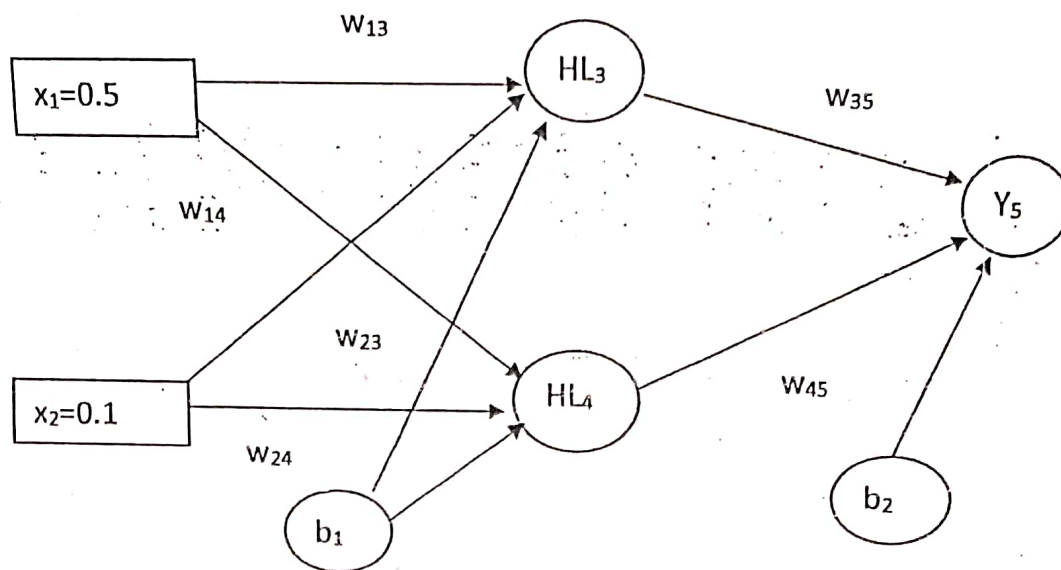 w₁₃
HL₃
x₁=0.5
w₃₅
w₁₄
Y₅
w₂₃
HL₄
x₂=0.1
w₄₅
w₂₄
b₁
b₂